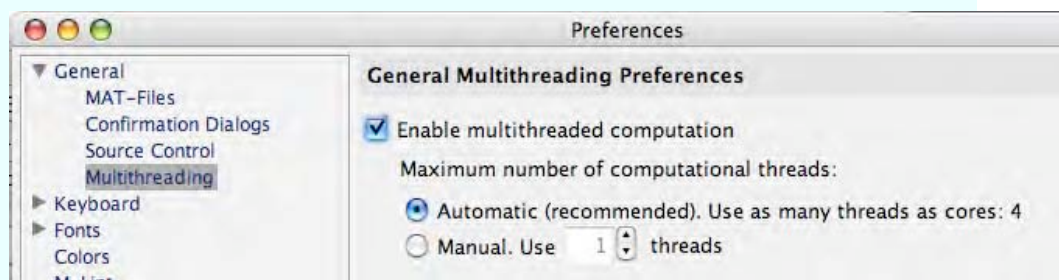 Preferences
General
MAT-Files
Confirmation Dialogs
Source Control
Multithreading
Keyboard
Fonts
Colors
General Multithreading Preferences
Enable multithreaded computation
Maximum number of computational threads:
Automatic (recommended). Use as many threads as cores: 4
Manual. Use 1 threads